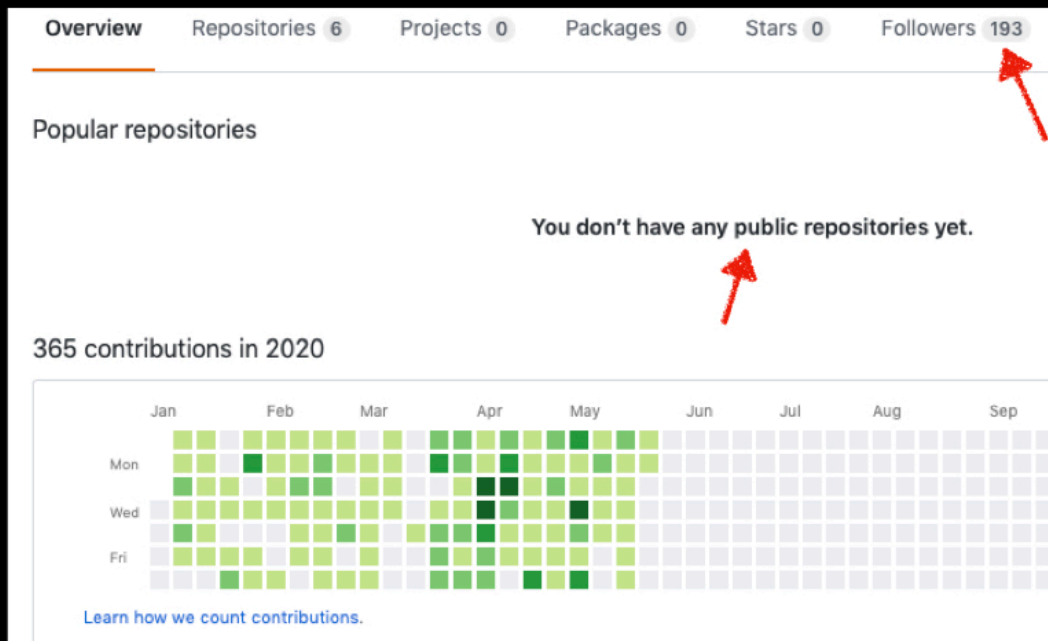 Overview Repositories 6 Projects 0 Packages 0 Stars 0 Followers 193
Popular repositories
You don't have any public repositories yet.
365 contributions in 2020
Jan Feb Mar Apr May Jun Jul Aug Sep
Mon
Wed
Fri
Learn how we count contributions.